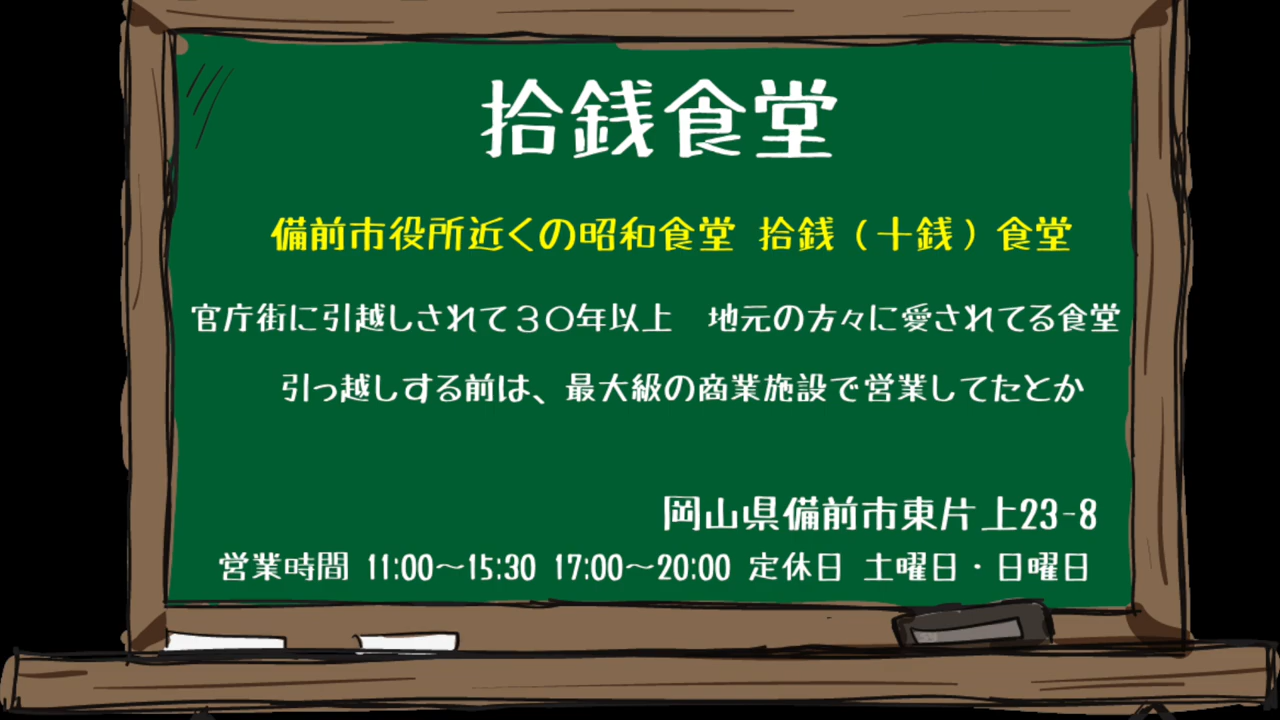 拾銭食堂
備前市役所近くの昭和食堂 拾銭（十銭）食堂
官庁街に引越しされて３０年以上　地元の方々に愛されてる食堂
引っ越しする前は、最大級の商業施設で営業してたとか
岡山県備前市東片上23-8
営業時間 11:00～15:30 17:00～20:00 定休日 土曜日・日曜日